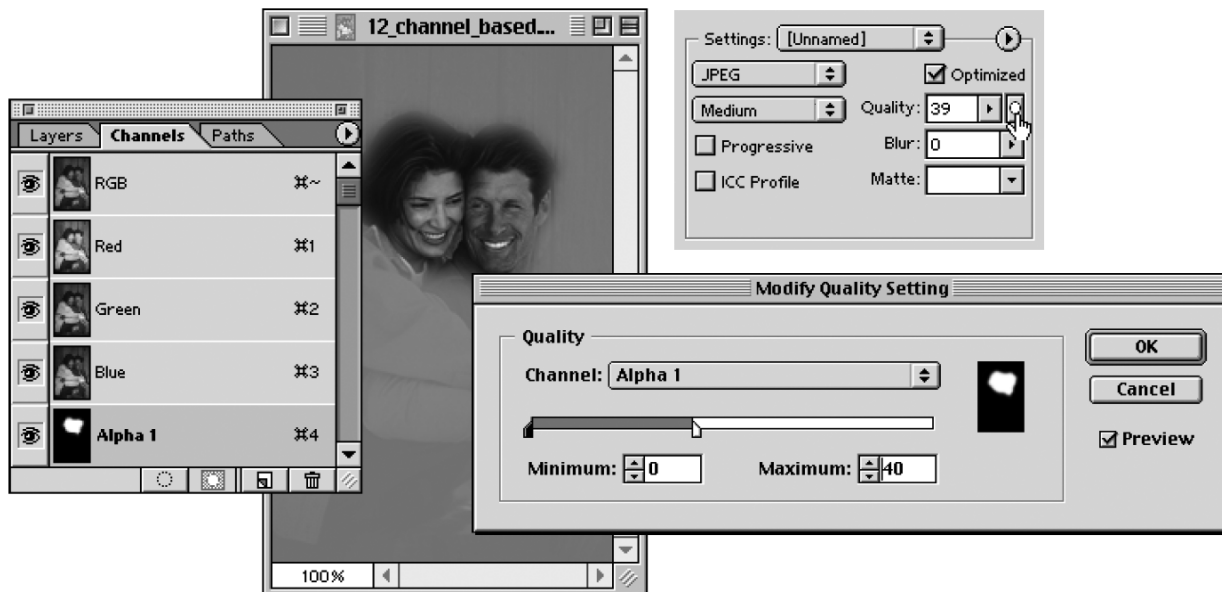 12_channel_based....
100%
Layers Channels Paths
RGB ⌘~
Red ⌘1
Green ⌘2
Blue ⌘3
Alpha 1 ⌘4
Settings: [Unnamed]
JPEG Optimized
Medium Quality: 39
Progressive Blur: 0
ICC Profile Matte:
Modify Quality Setting
Quality
Channel: Alpha 1
Minimum: 0 Maximum: 40
OK
Cancel
Preview